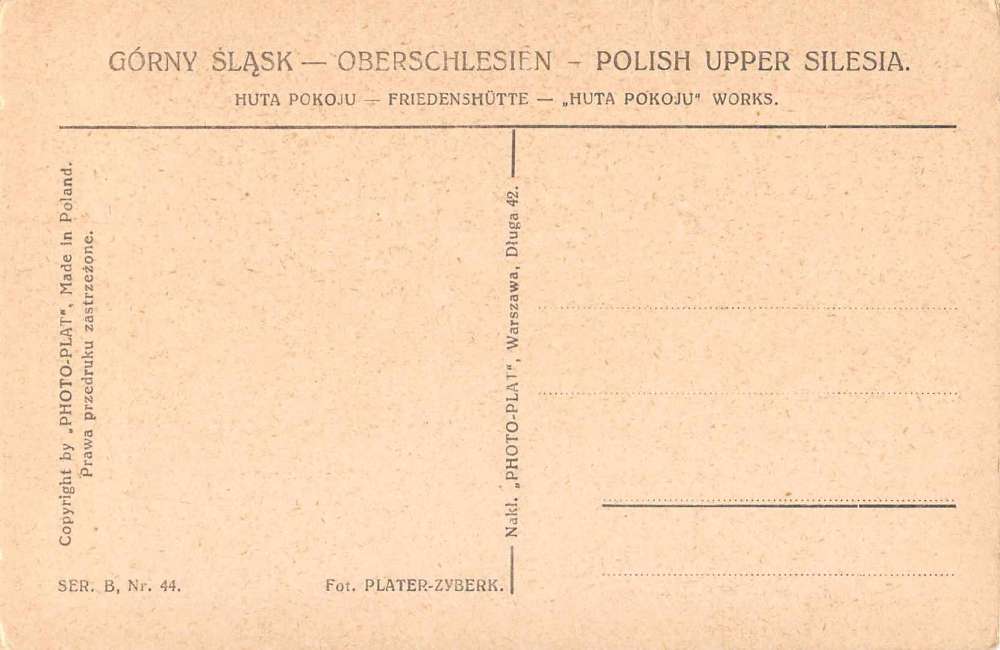 GÓRNY ŚLĄSK — OBERSCHLESIEN – POLISH UPPER SILESIA.
HUTA POKOJU — FRIEDENSHÜTTE — „HUTA POKOJU" WORKS.
Copyright by „PHOTO-PLAT", Made in Poland.
Prawa przedruku zastrzeżone.
Nakł. „PHOTO-PLAT", Warszawa, Długa 42.
SER. B, Nr. 44.
Fot. PLATER-ZYBERK.